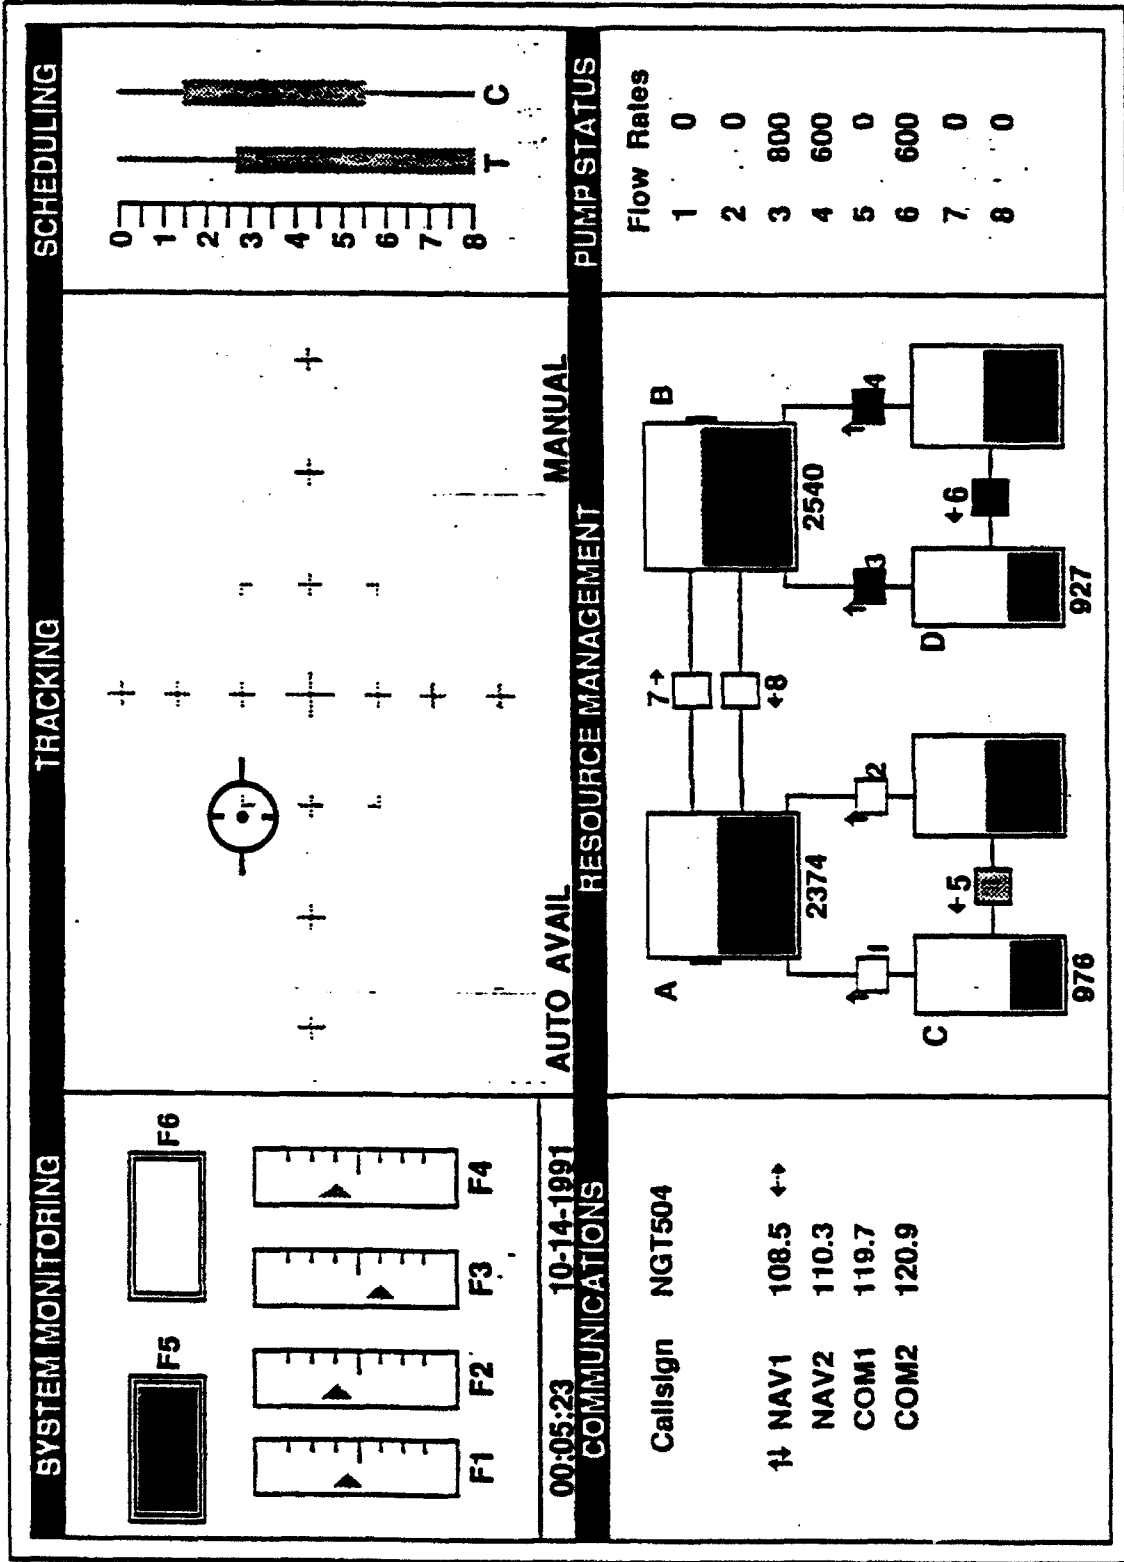 SYSTEM MONITORING
F5
F6
F1
F2
F3
F4
00:05:23
10-14-1991
TRACKING
AUTO AVAIL
MANUAL
SCHEDULING
0
1
2
3
4
5
6
7
8
T
C
COMMUNICATIONS
Callsign NGT504
NAV1 108.5
NAV2 110.3
COM1 119.7
COM2 120.9
RESOURCE MANAGEMENT
A
B
7
8
2374
2540
1
2
3
4
C
D
5
6
976
927
PUMP STATUS
Flow Rates
1 0
2 0
3 800
4 600
5 0
6 600
7 0
8 0